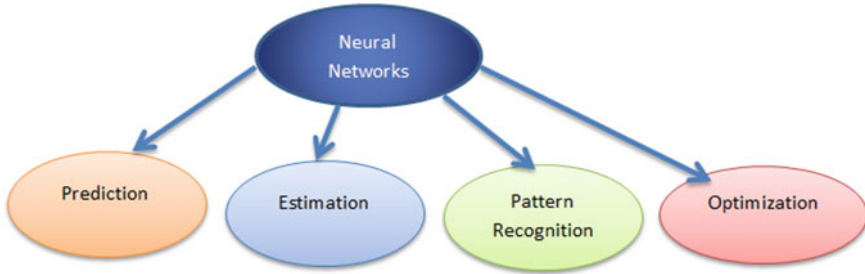 Neural
Networks
Prediction
Estimation
Pattern
Recognition
Optimization